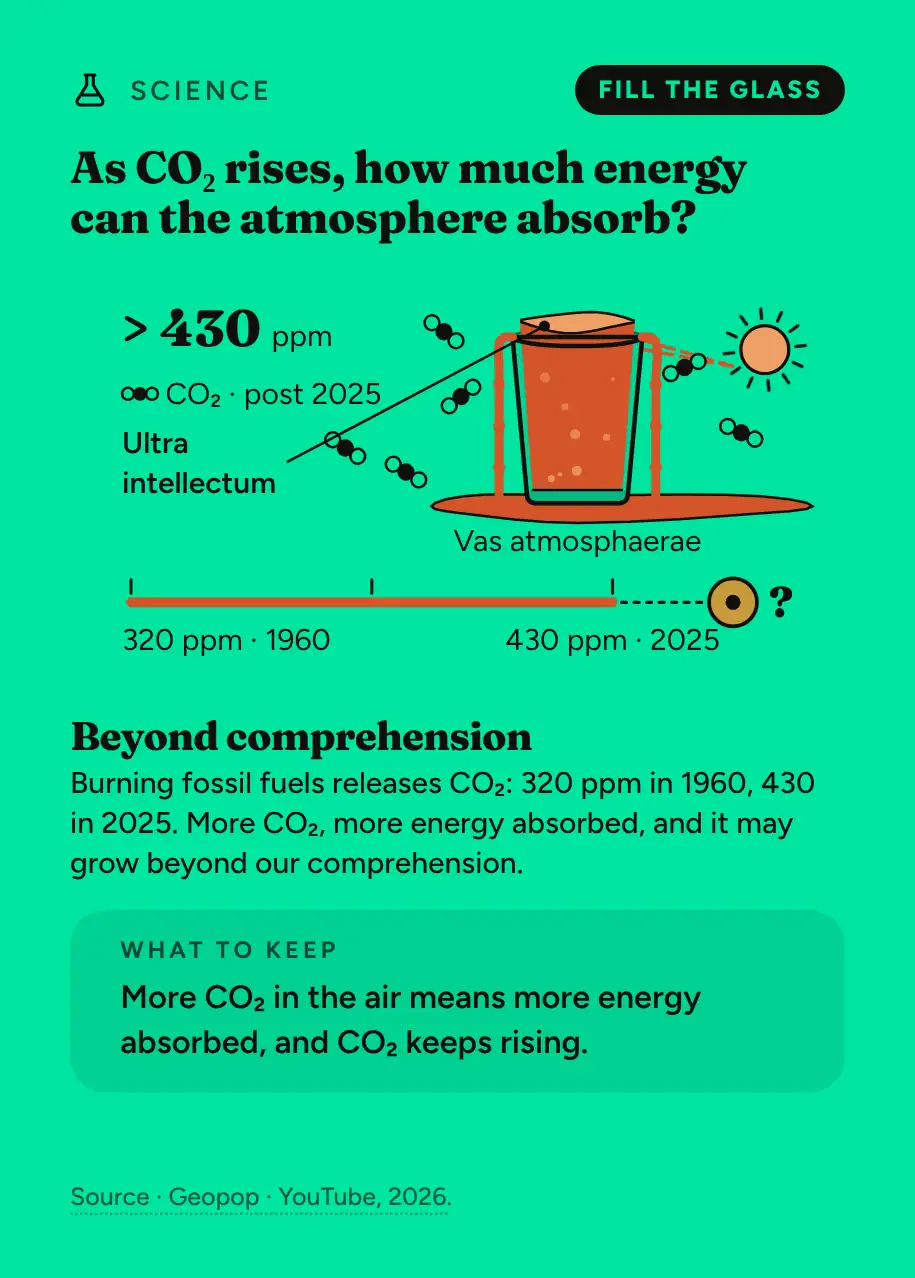 SCIENCE
FILL THE GLASS
As CO₂ rises, how much energy
can the atmosphere absorb?
> 430 ppm
CO₂ · post 2025
Ultra
intellectum
Vas atmosphaerae
?
320 ppm · 1960
430 ppm · 2025
Beyond comprehension
Burning fossil fuels releases CO₂: 320 ppm in 1960, 430
in 2025. More CO₂, more energy absorbed, and it may
grow beyond our comprehension.
WHAT TO KEEP
More CO₂ in the air means more energy
absorbed, and CO₂ keeps rising.
Source · Geopop · YouTube, 2026.